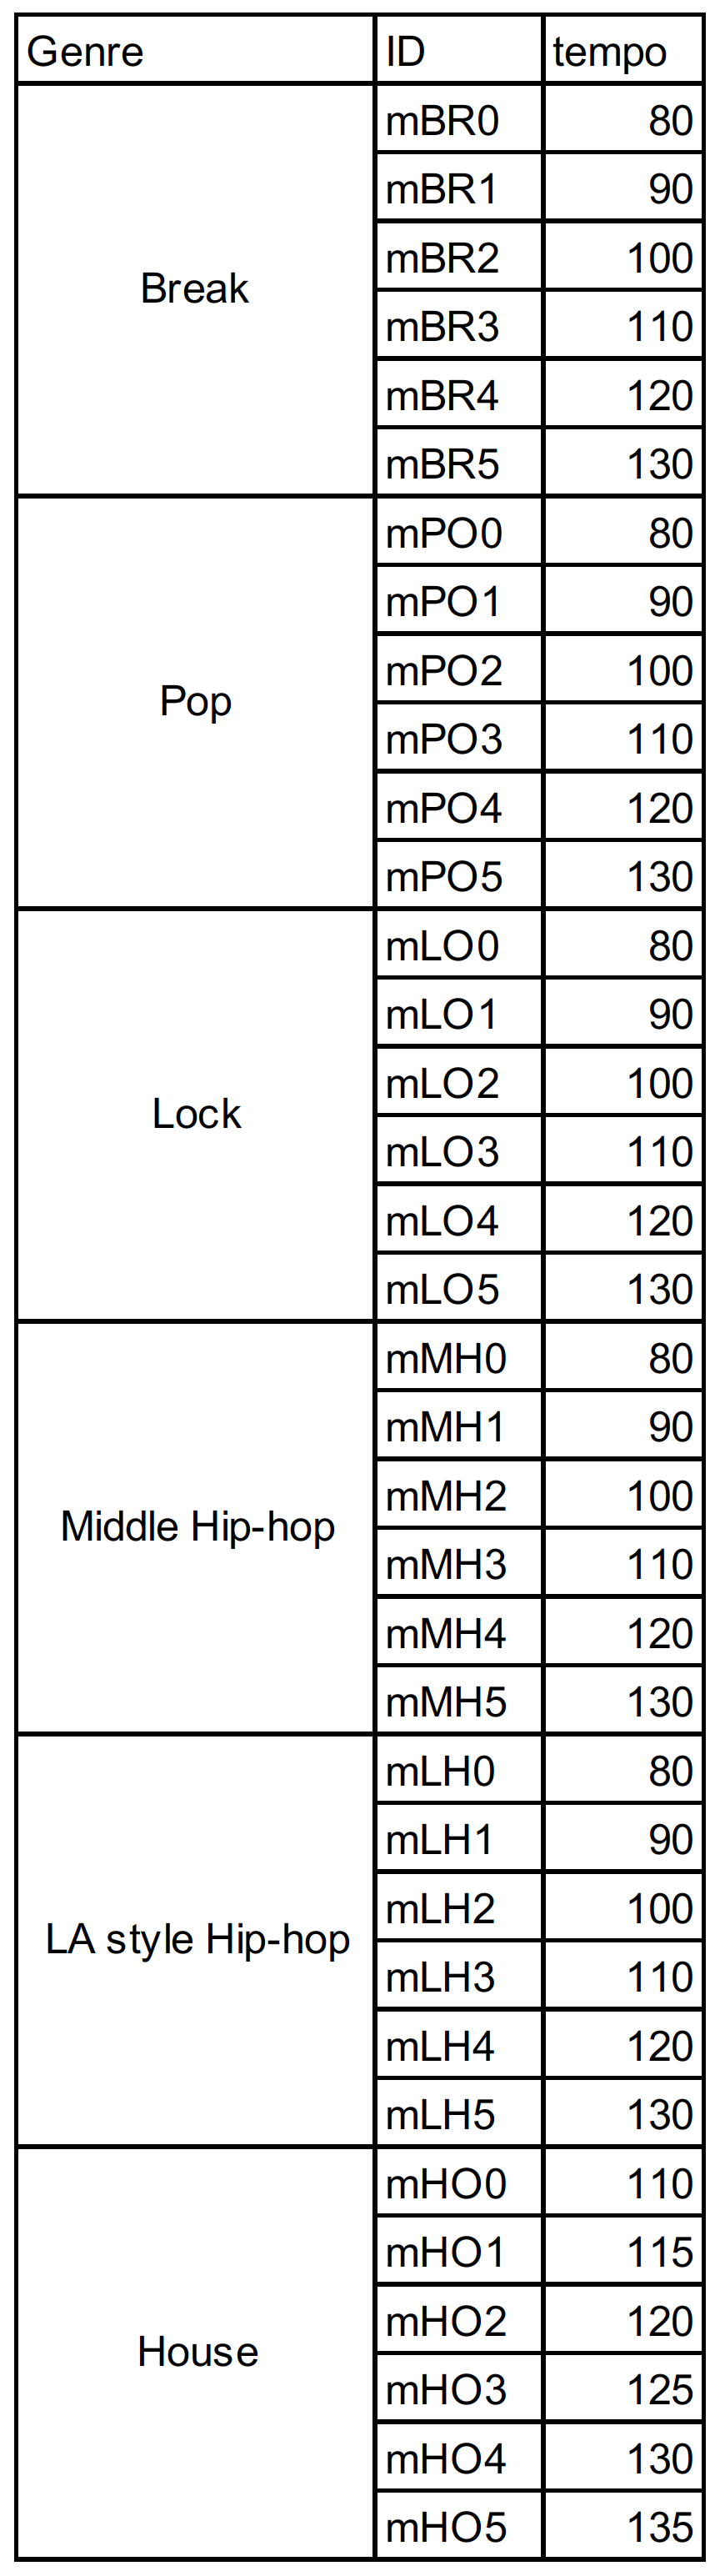 Genre ID tempo
Break
mBR0 80
mBR1 90
mBR2 100
mBR3 110
mBR4 120
mBR5 130
Pop
mPO0 80
mPO1 90
mPO2 100
mPO3 110
mPO4 120
mPO5 130
Lock
mLO0 80
mLO1 90
mLO2 100
mLO3 110
mLO4 120
mLO5 130
Middle Hip-hop
mMH0 80
mMH1 90
mMH2 100
mMH3 110
mMH4 120
mMH5 130
LA style Hip-hop
mLH0 80
mLH1 90
mLH2 100
mLH3 110
mLH4 120
mLH5 130
House
mHO0 110
mHO1 115
mHO2 120
mHO3 125
mHO4 130
mHO5 135